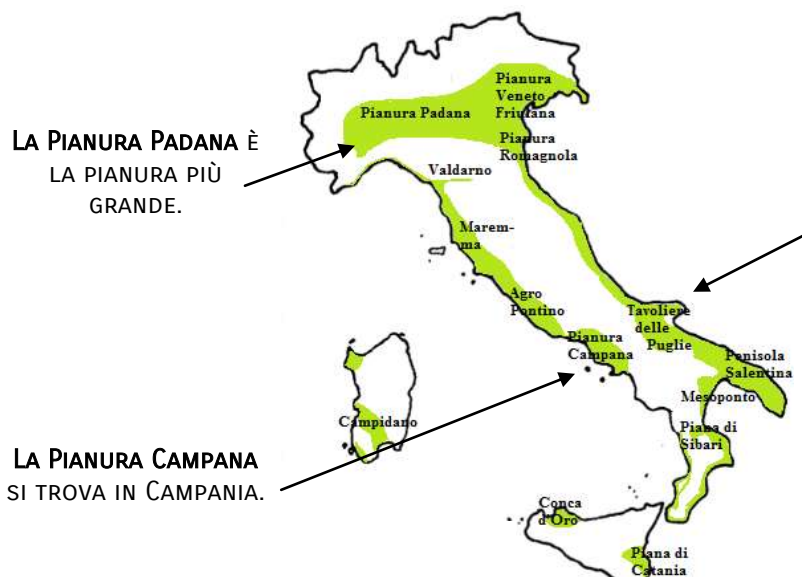 Pianura
Veneto
Friulana
Pianura Padana
Pianura
Romagnola
LA PIANURA PADANA È
LA PIANURA PIÙ
GRANDE.
Valdarno
Marem-
ma
Agro
Pontino
Tavoliere
delle
Puglie
Pianura
Campana
Penisola
Salentina
Mesoponto
Campidano
Piana di
Sibari
LA PIANURA CAMPANA
SI TROVA IN CAMPANIA.
Conca
d'Oro
Piana di
Catania